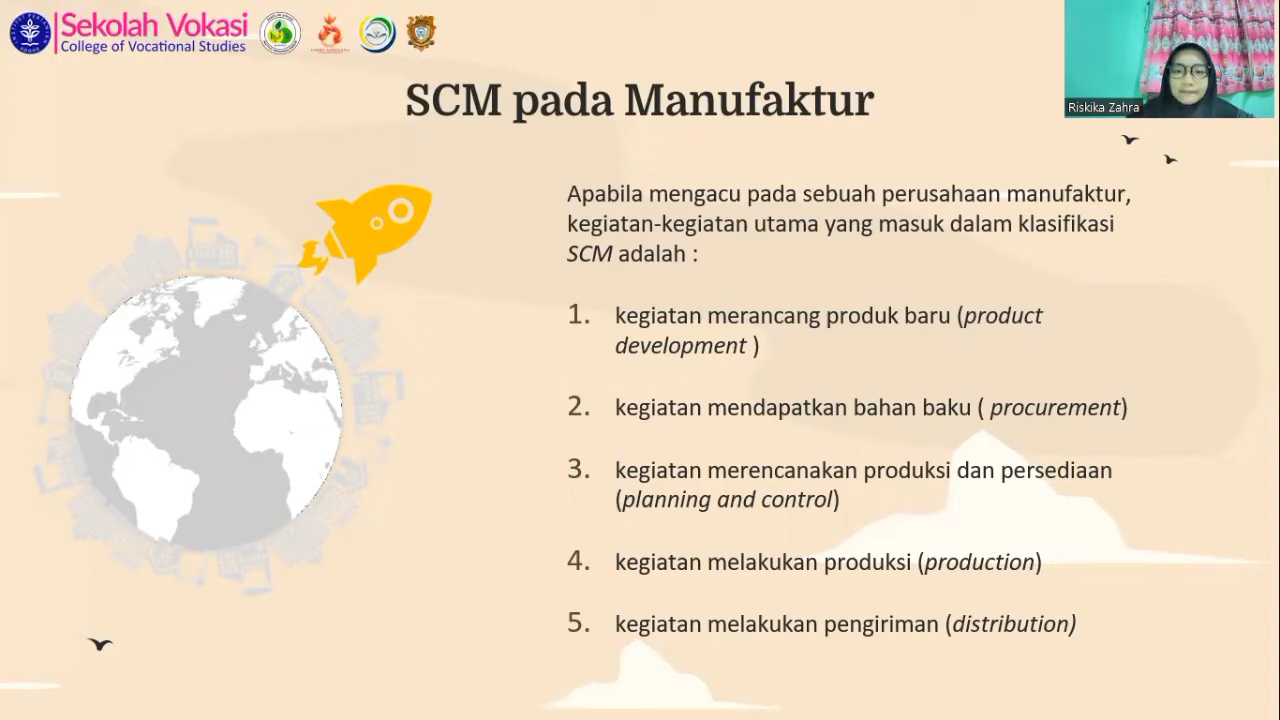 Sekolah Vokasi
College of Vocational Studies
SCM pada Manufaktur
Riskika Zahra
Apabila mengacu pada sebuah perusahaan manufaktur,
kegiatan-kegiatan utama yang masuk dalam klasifikasi
SCM adalah :
1. kegiatan merancang produk baru (product
development )
2. kegiatan mendapatkan bahan baku ( procurement)
3. kegiatan merencanakan produksi dan persediaan
(planning and control)
4. kegiatan melakukan produksi (production)
5. kegiatan melakukan pengiriman (distribution)